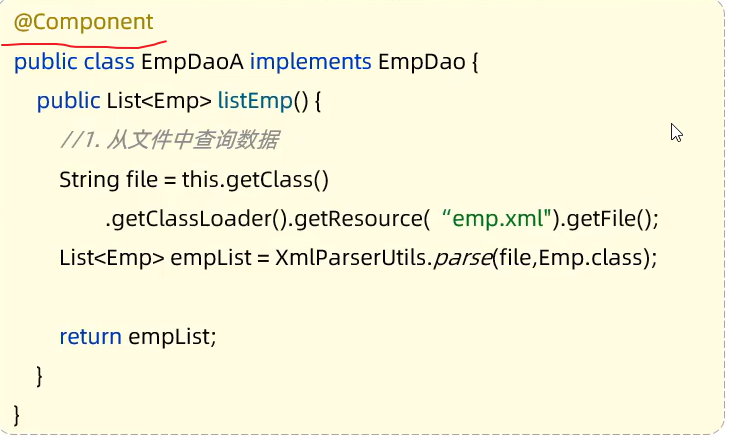 @Component
public class EmpDaoA implements EmpDao {
public List<Emp> listEmp() {
//1. 从文件中查询数据
String file = this.getClass()
.getClassLoader().getResource( “emp.xml").getFile();
List<Emp> empList = XmlParserUtils.parse(file,Emp.class);
return empList;
}
}